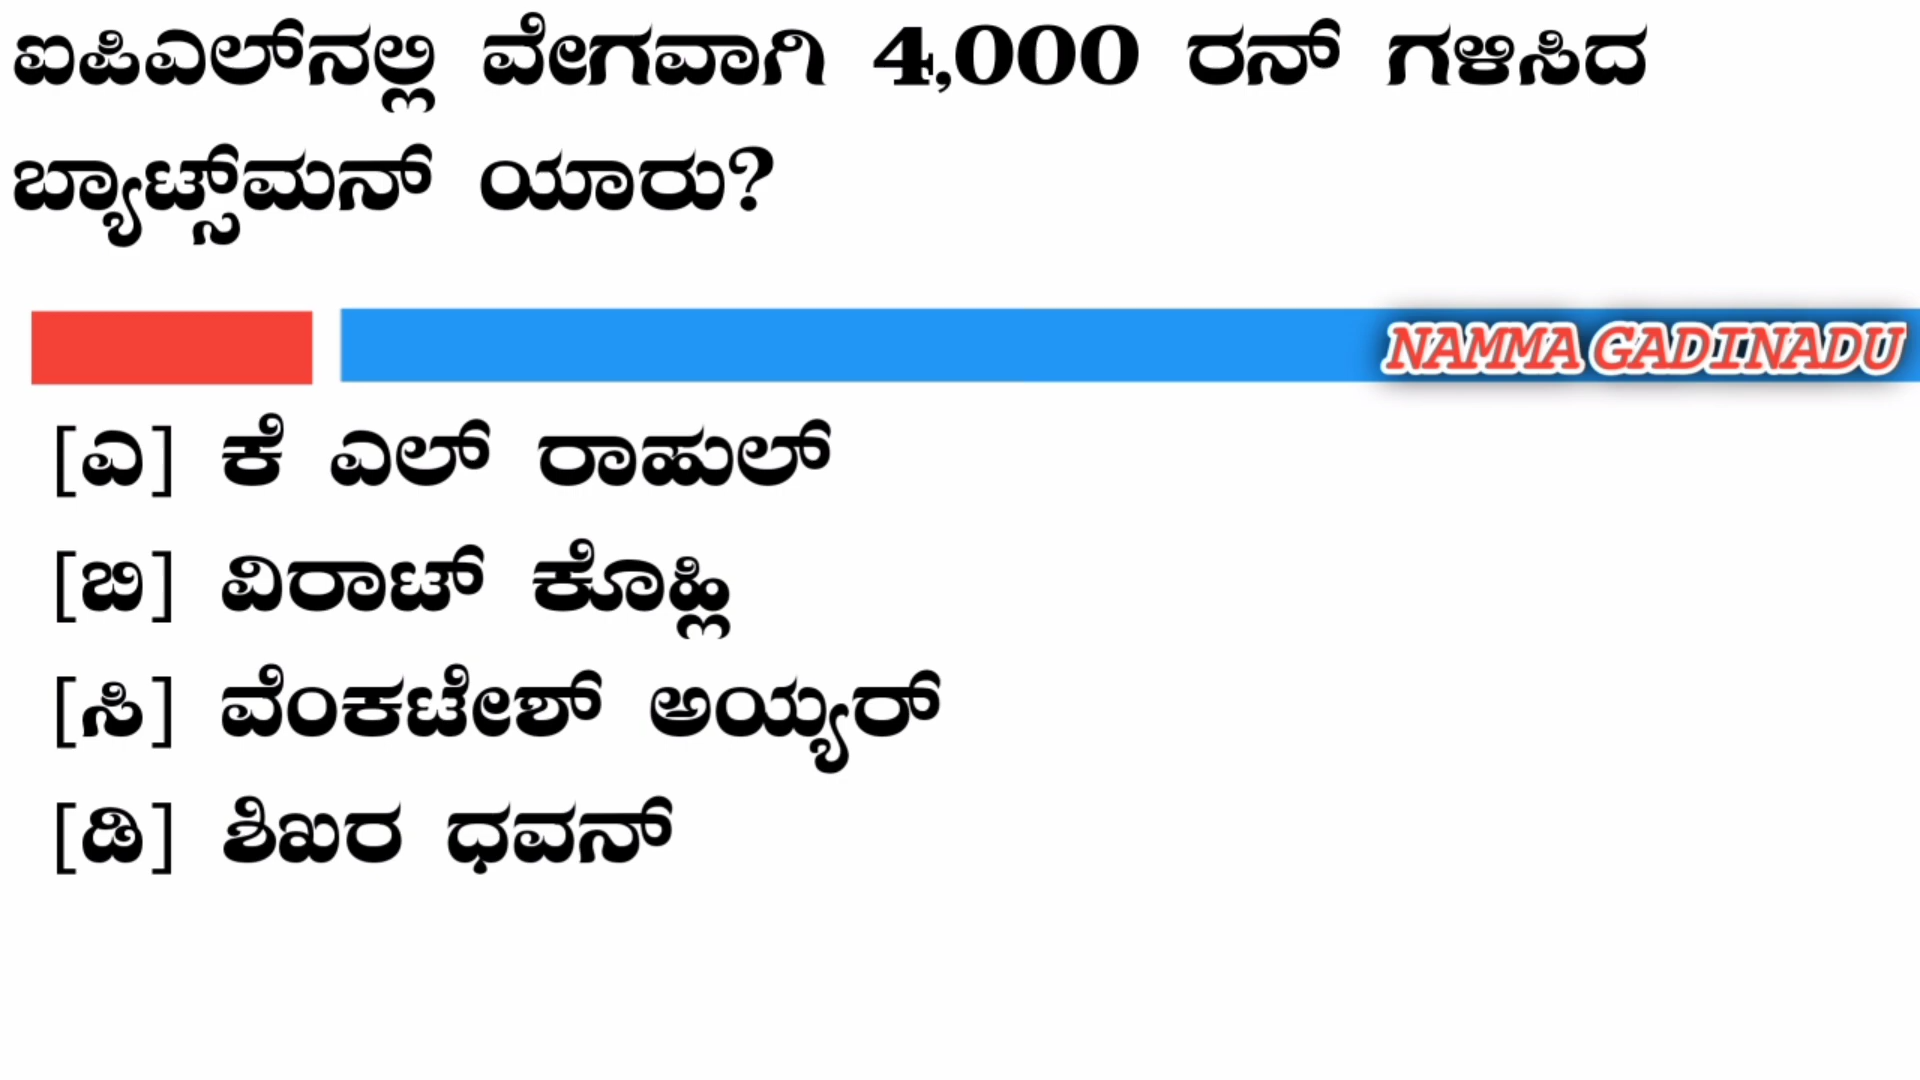 ಐಪಿಎಲ್‌ನಲ್ಲಿ ವೇಗವಾಗಿ 4,000 ರನ್ ಗಳಿಸಿದ
ಬ್ಯಾಟ್ಸ್‌ಮನ್ ಯಾರು?
NAMMA GADINADU
[ಎ] ಕೆ ಎಲ್ ರಾಹುಲ್
[ಬಿ] ವಿರಾಟ್ ಕೊಹ್ಲಿ
[ಸಿ] ವೆಂಕಟೇಶ್ ಅಯ್ಯರ್
[ಡಿ] ಶಿಖರ ಧವನ್